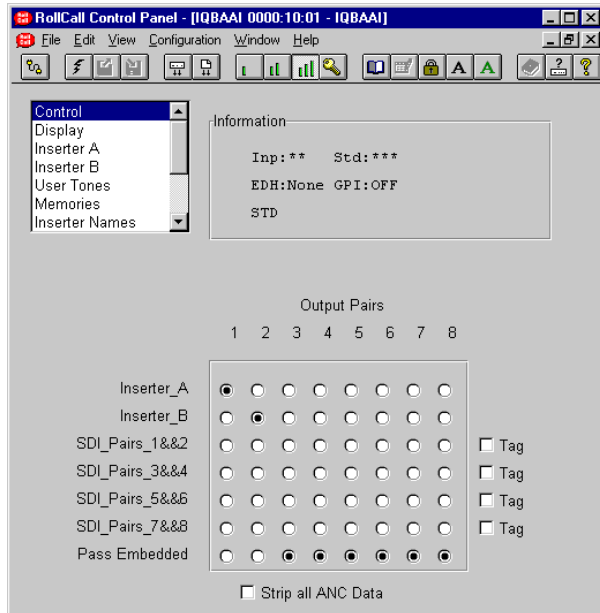 RollCall Control Panel - [IQBAAI 0000:10:01 - IQBAAI]
File Edit View Configuration Window Help
Control
Display
Inserter A
Inserter B
User Tones
Memories
Inserter Names
Information
Inp:** Std:***
EDH:None GPI:OFF
STD
Output Pairs
1 2 3 4 5 6 7 8
Inserter_A
Inserter_B
SDI_Pairs_1&&2 Tag
SDI_Pairs_3&&4 Tag
SDI_Pairs_5&&6 Tag
SDI_Pairs_7&&8 Tag
Pass Embedded
Strip all ANC Data